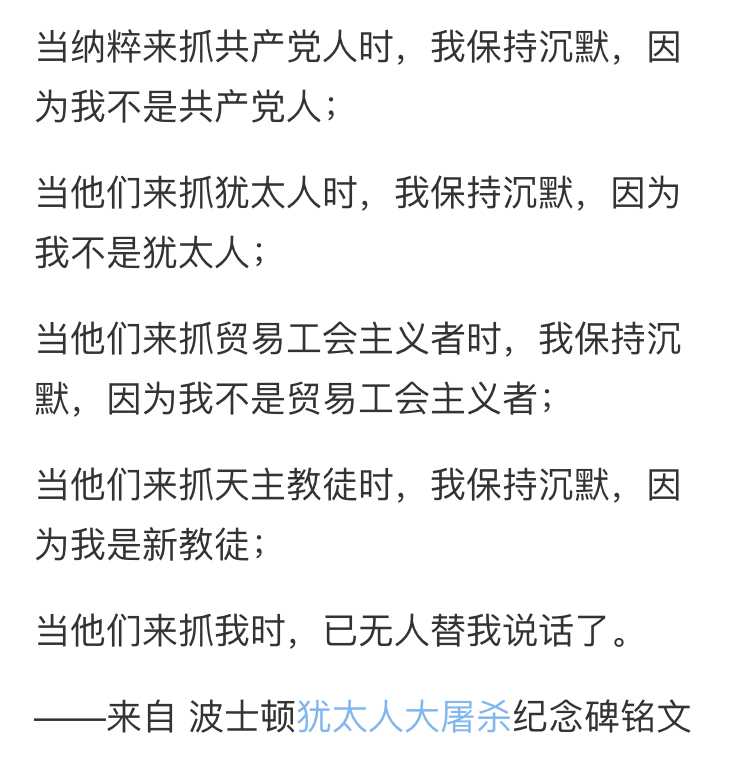 当纳粹来抓共产党人时，我保持沉默，因
为我不是共产党人；
当他们来抓犹太人时，我保持沉默，因为
我不是犹太人；
当他们来抓贸易工会主义者时，我保持沉
默，因为我不是贸易工会主义者；
当他们来抓天主教徒时，我保持沉默，因
为我是新教徒；
当他们来抓我时，已无人替我说话了。
——来自 波士顿犹太人大屠杀纪念碑铭文